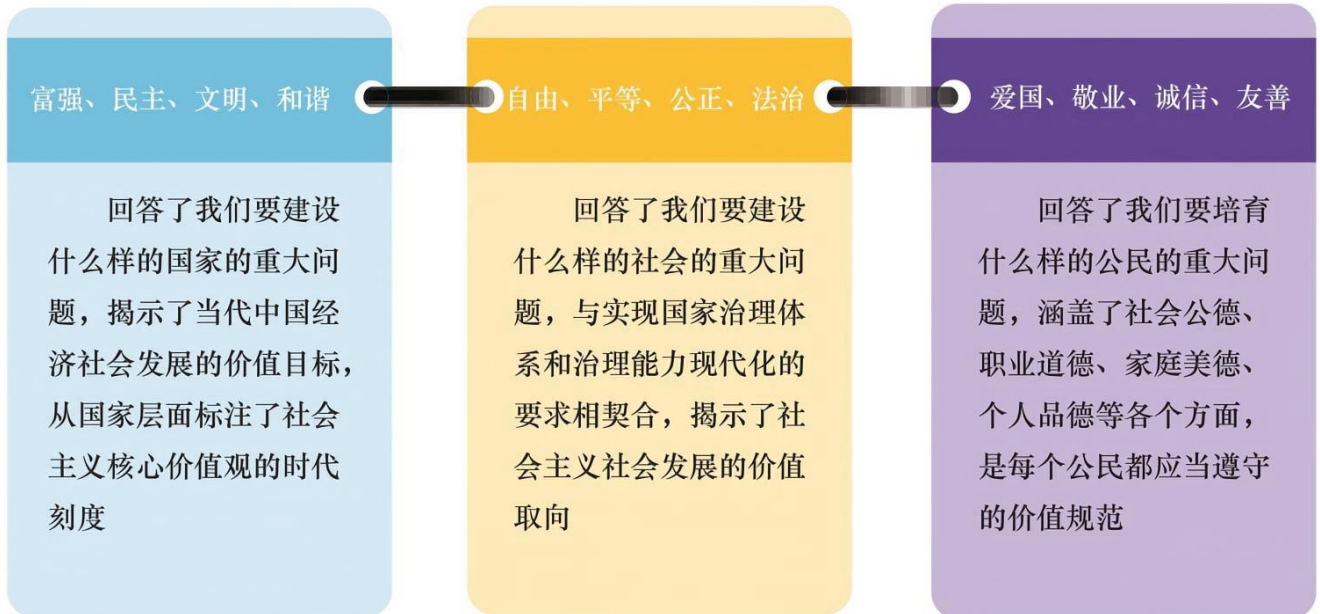 富强、民主、文明、和谐
回答了我们要建设
什么样的国家的重大问
题，揭示了当代中国经
济社会发展的价值目标，
从国家层面标注了社会
主义核心价值观的时代
刻度
自由、平等、公正、法治
回答了我们要建设
什么样的社会的重大问
题，与实现国家治理体
系和治理能力现代化的
要求相契合，揭示了社
会主义社会发展的价值
取向
爱国、敬业、诚信、友善
回答了我们要培育
什么样的公民的重大问
题，涵盖了社会公德、
职业道德、家庭美德、
个人品德等各个方面，
是每个公民都应当遵守
的价值规范